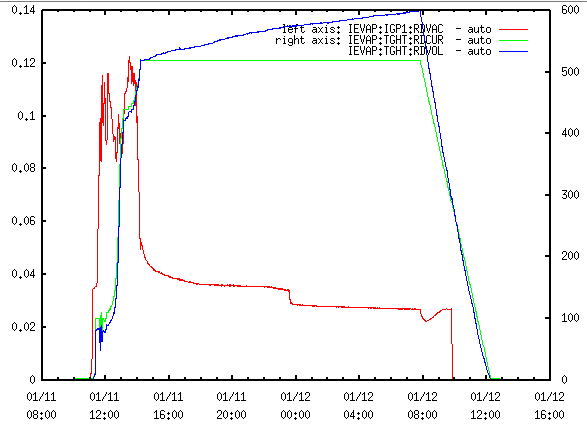 0.14 600
left axis: IEVAP:IGP1:RDVAC - auto
right axis: IEVAP:TGHT:RDCUR - auto
IEVAP:TGHT:RDVOL - auto
0.12 500
0.1 400
0.08 300
0.06 200
0.04
0.02 100
0 0
01/11 01/11 01/11 01/11 01/12 01/12 01/12 01/12 01/12
08:00 12:00 16:00 20:00 00:00 04:00 08:00 12:00 16:00